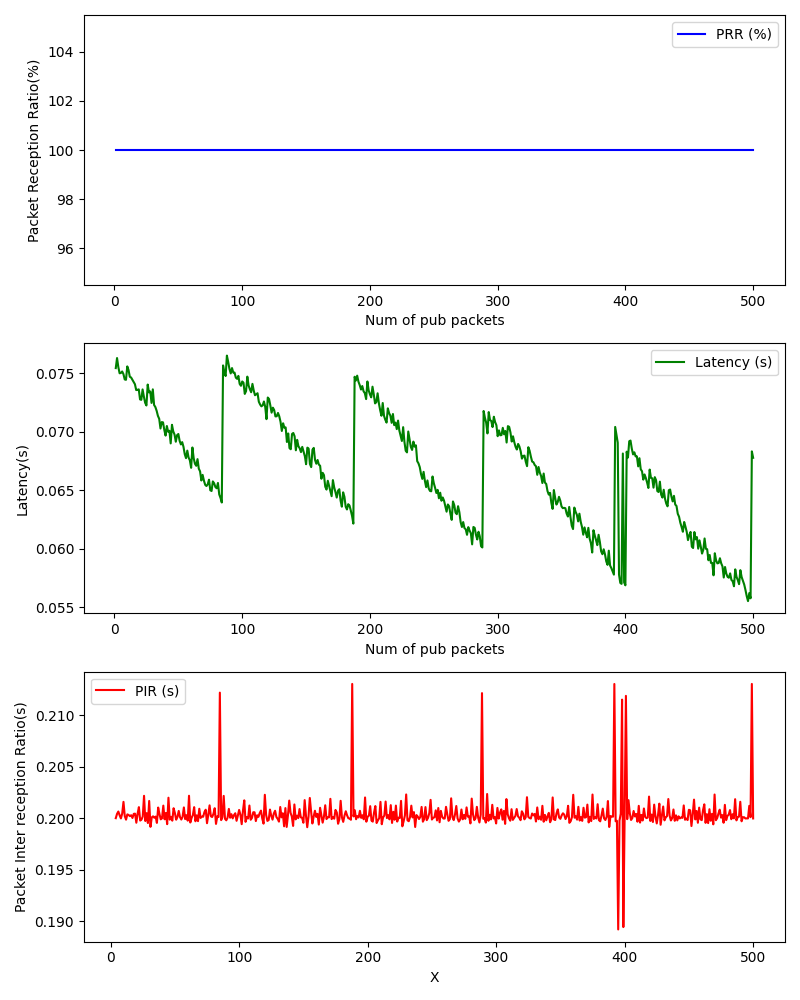 PRR (%)
104
102
100
98
96
Packet Reception Ratio(%)
0 100 200 300 400 500
Num of pub packets
Latency (s)
0.075
0.070
0.065
0.060
0.055
Latency(s)
0 100 200 300 400 500
Num of pub packets
PIR (s)
0.210
0.205
0.200
0.195
0.190
Packet Inter reception Ratio(s)
0 100 200 300 400 500
X